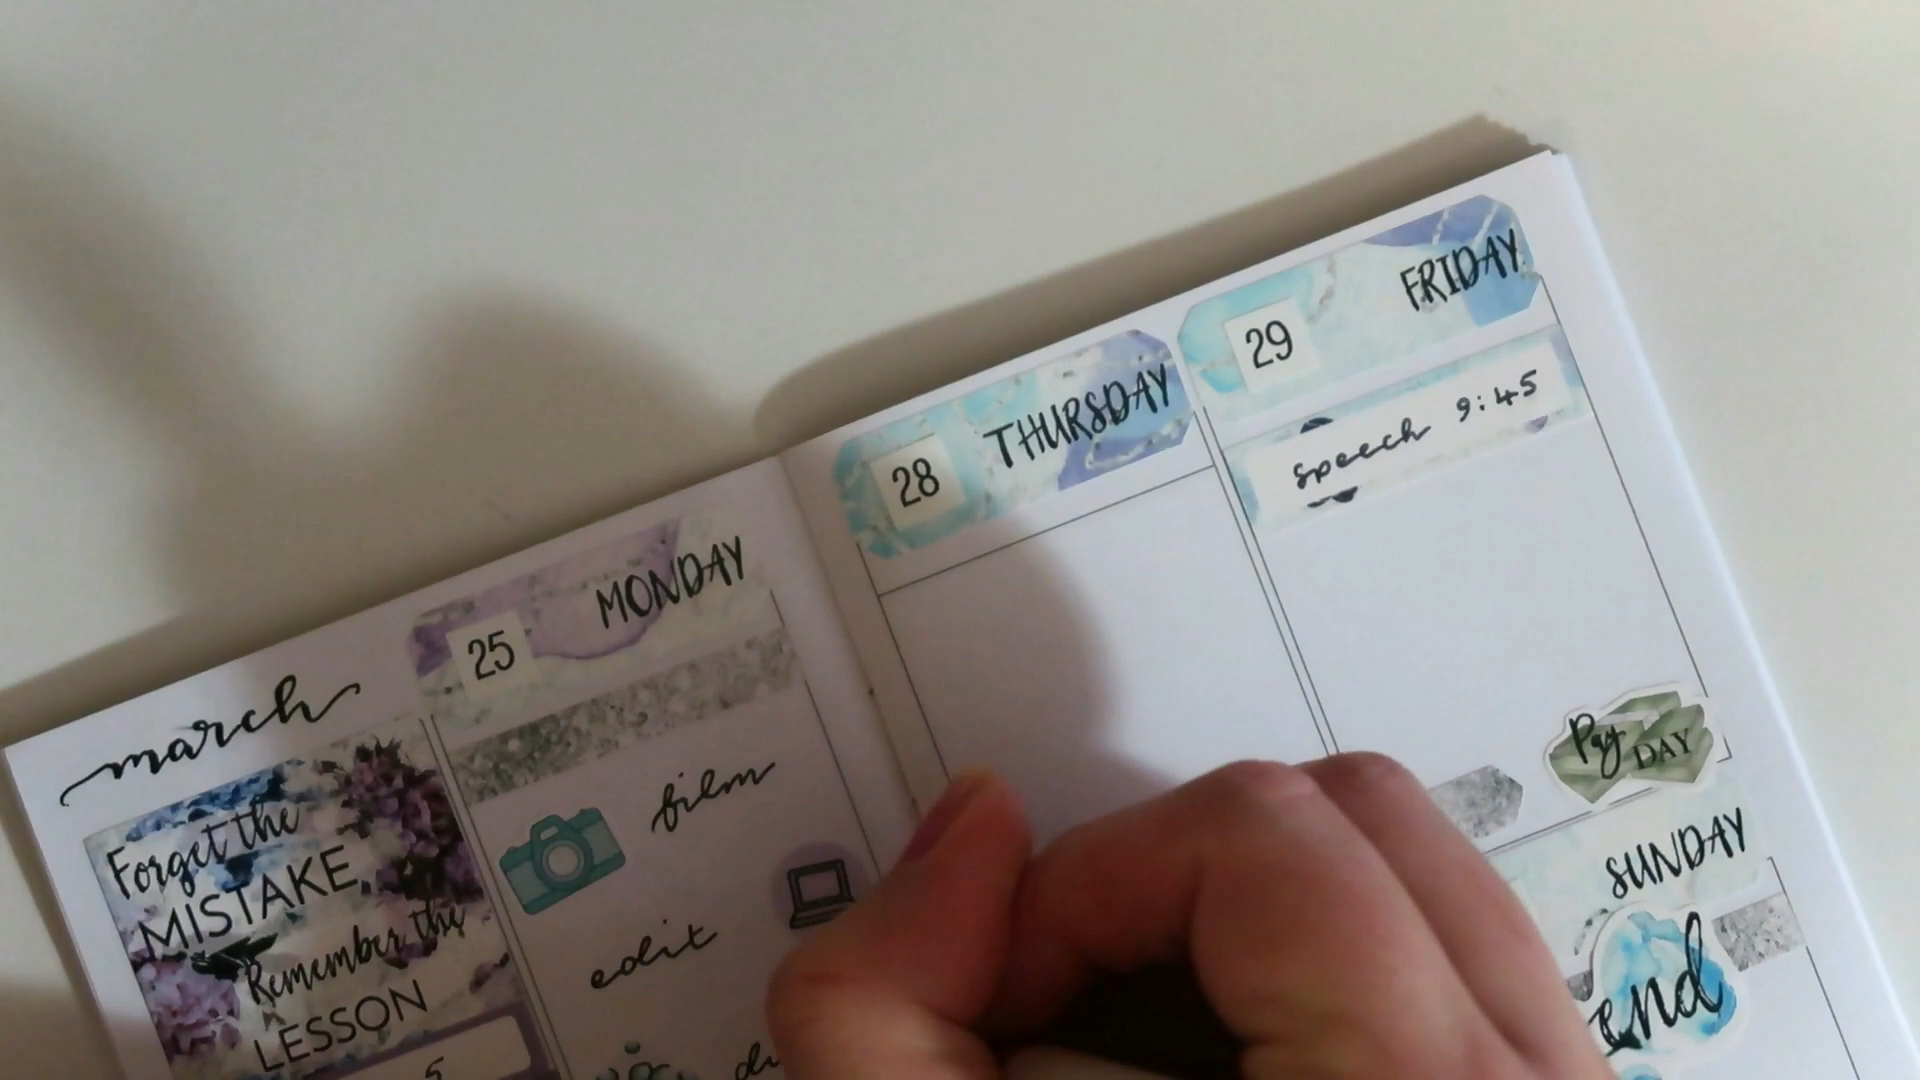 march
Forget the
MISTAKE
Remember the
LESSON
5
25 MONDAY
film
edit
28 THURSDAY
29 FRIDAY
speech 9:45
Pay
DAY
SUNDAY
end